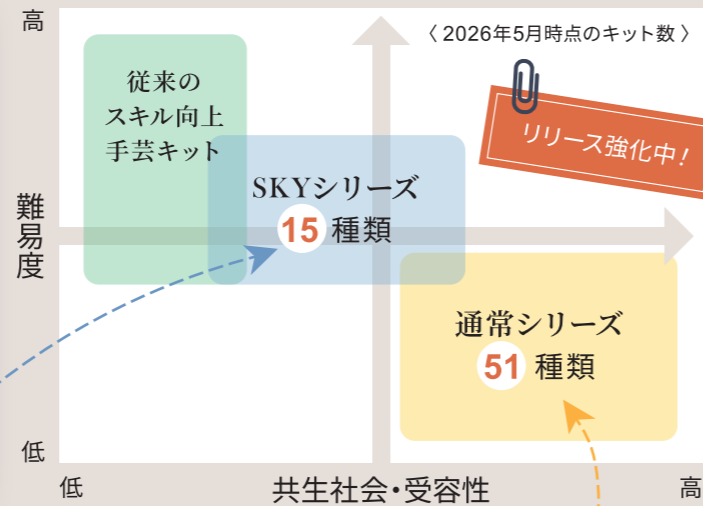 高
〈 2026年5月時点のキット数 〉
従来の
スキル向上
手芸キット
リリース強化中!
SKYシリーズ
15 種類
難易度
通常シリーズ
51 種類
低
低
共生社会・受容性
高